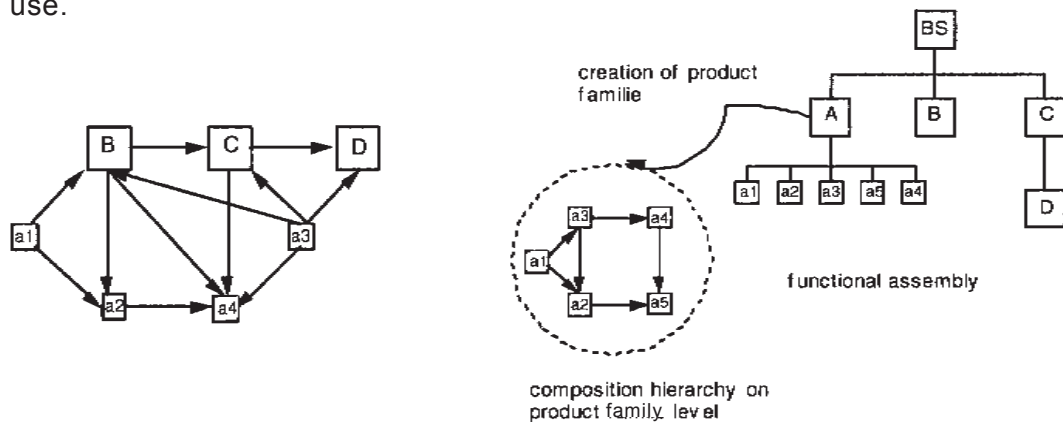 use.
B
C
D
a1
a3
a2
a4
BS
creation of product
familie
A
B
C
a1 a2 a3 a5 a4
D
a3
a4
a1
a2
a5
functional assembly
composition hierarchy on
product family level